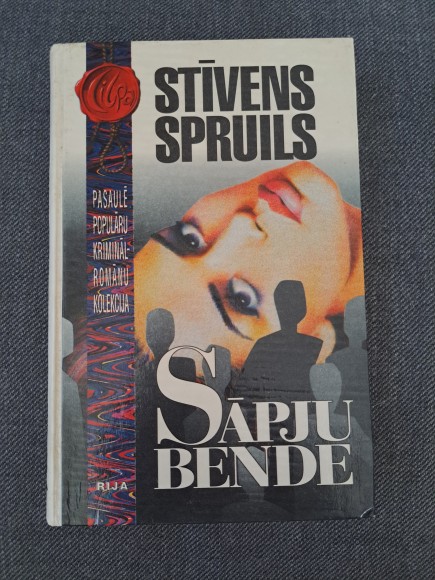 STĪVENS
SPRUILS
PASAULĒ
POPULĀRU
KRIMINĀL-
ROMĀNU
KOLEKCIJA
SĀPJU
BENDE
RIJA